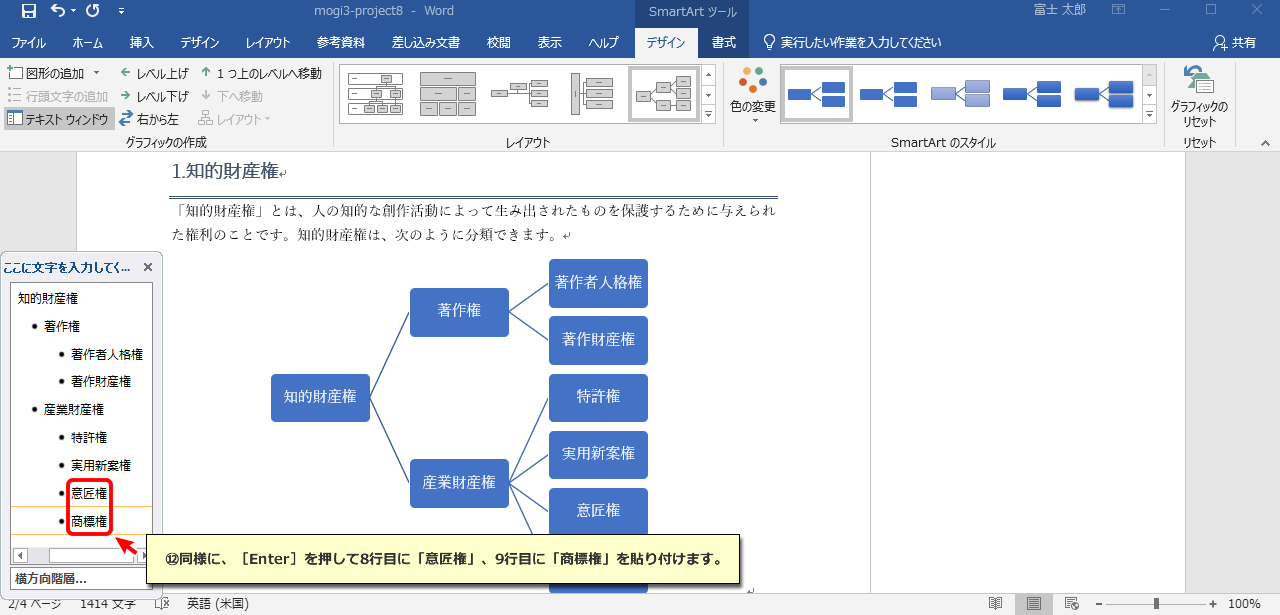 mogi3-project8 - Word
SmartArt ツール
富士 太郎
ファイル ホーム 挿入 デザイン レイアウト 参考資料 差し込み文書 校閲 表示 ヘルプ デザイン 書式 実行したい作業を入力してください 共有
図形の追加 レベル上げ 1 つ上のレベルへ移動
行頭文字の追加 レベル下げ 下へ移動
テキスト ウィンドウ 右から左 レイアウト
グラフィックの作成
レイアウト
色の変更
SmartArt のスタイル
グラフィックの
リセット
リセット
1.知的財産権
「知的財産権」とは、人の知的な創作活動によって生み出されたものを保護するために与えられ
た権利のことです。知的財産権は、次のように分類できます。
ここに文字を入力してく...
知的財産権
著作権
著作者人格権
著作財産権
産業財産権
特許権
実用新案権
意匠権
商標権
横方向階層...
知的財産権
著作権
著作者人格権
著作財産権
産業財産権
特許権
実用新案権
意匠権
⑫同様に、［Enter］を押して8行目に「意匠権」、9行目に「商標権」を貼り付けます。
2/4 ページ 1414 文字 英語 (米国) 100%